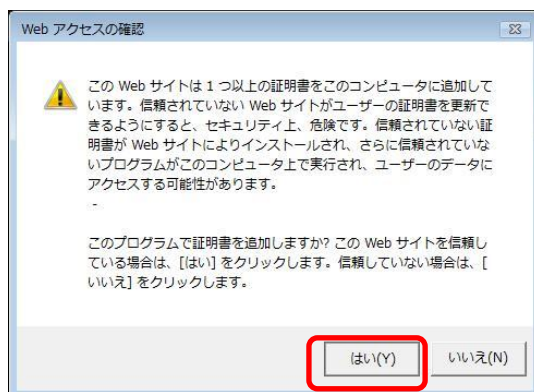 Web アクセスの確認
この Web サイトは 1 つ以上の証明書をこのコンピュータに追加して
います。信頼されていない Web サイトがユーザーの証明書を更新で
きるようにすると、セキュリティ上、危険です。信頼されていない証
明書が Web サイトによりインストールされ、さらに信頼されていな
いプログラムがこのコンピュータ上で実行され、ユーザーのデータに
アクセスする可能性があります。
-
このプログラムで証明書を追加しますか? この Web サイトを信頼し
ている場合は、[はい] をクリックします。信頼していない場合は、[
いいえ] をクリックします。
はい(Y)
いいえ(N)